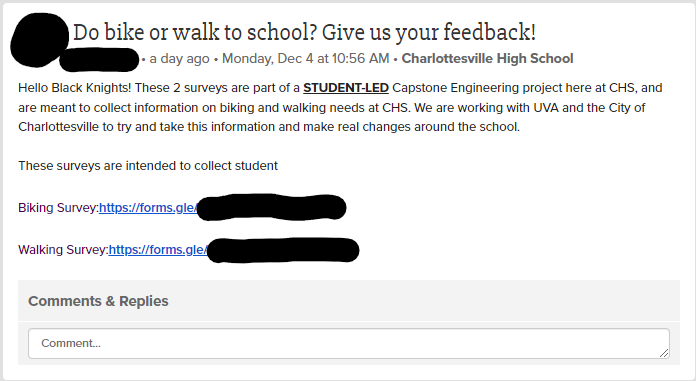 Do bike or walk to school? Give us your feedback!
• a day ago • Monday, Dec 4 at 10:56 AM • Charlottesville High School
Hello Black Knights! These 2 surveys are part of a STUDENT-LED Capstone Engineering project here at CHS, and
are meant to collect information on biking and walking needs at CHS. We are working with UVA and the City of
Charlottesville to try and take this information and make real changes around the school.
These surveys are intended to collect student
Biking Survey:https://forms.gle/
Walking Survey:https://forms.gle/
Comments & Replies
Comment...